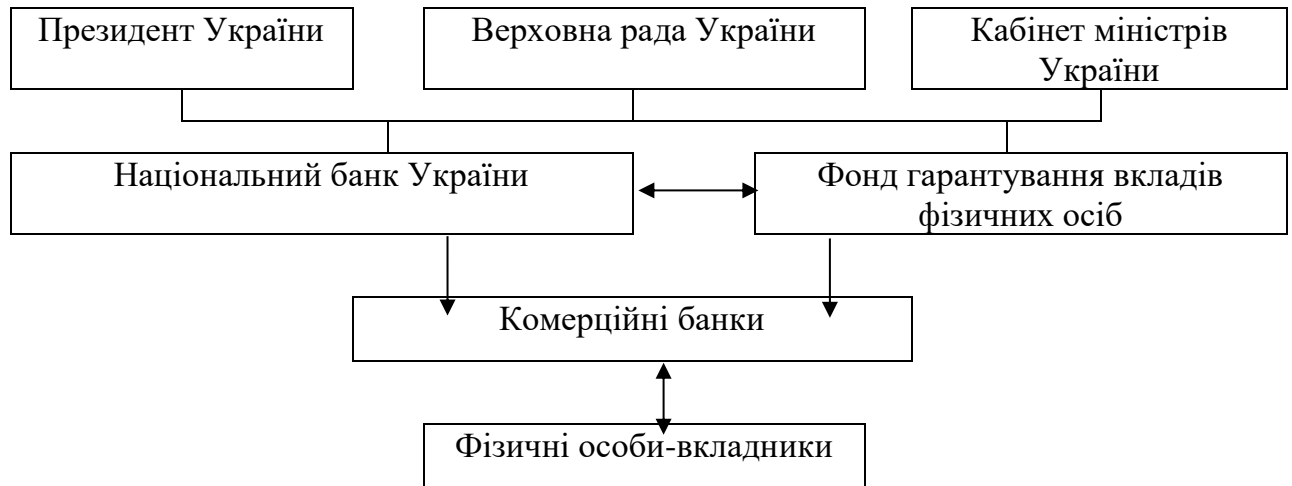 Президент України
Верховна рада України
Кабінет міністрів
України
Національний банк України
Фонд гарантування вкладів
фізичних осіб
Комерційні банки
Фізичні особи-вкладники